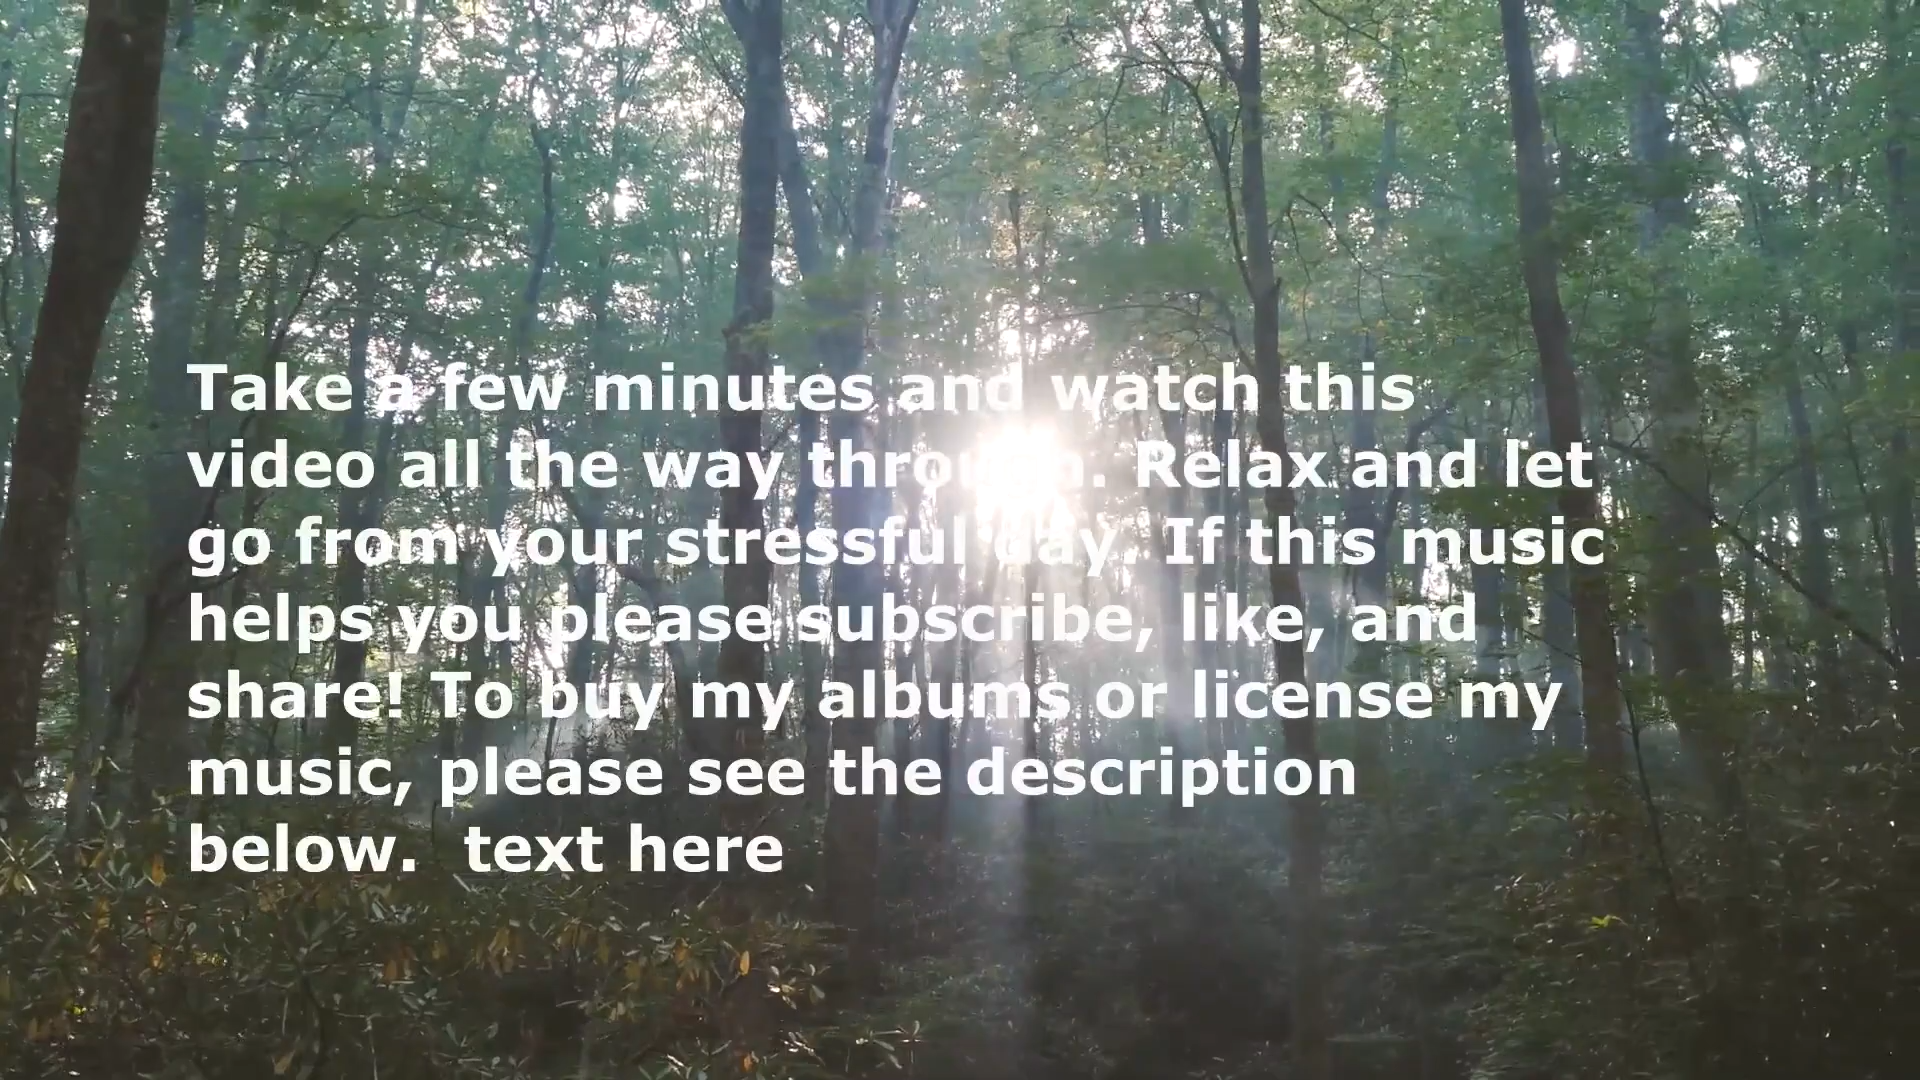 Take a few minutes and watch this
video all the way through. Relax and let
go from your stressful day. If this music
helps you please subscribe, like, and
share! To buy my albums or license my
music, please see the description
below.  text here